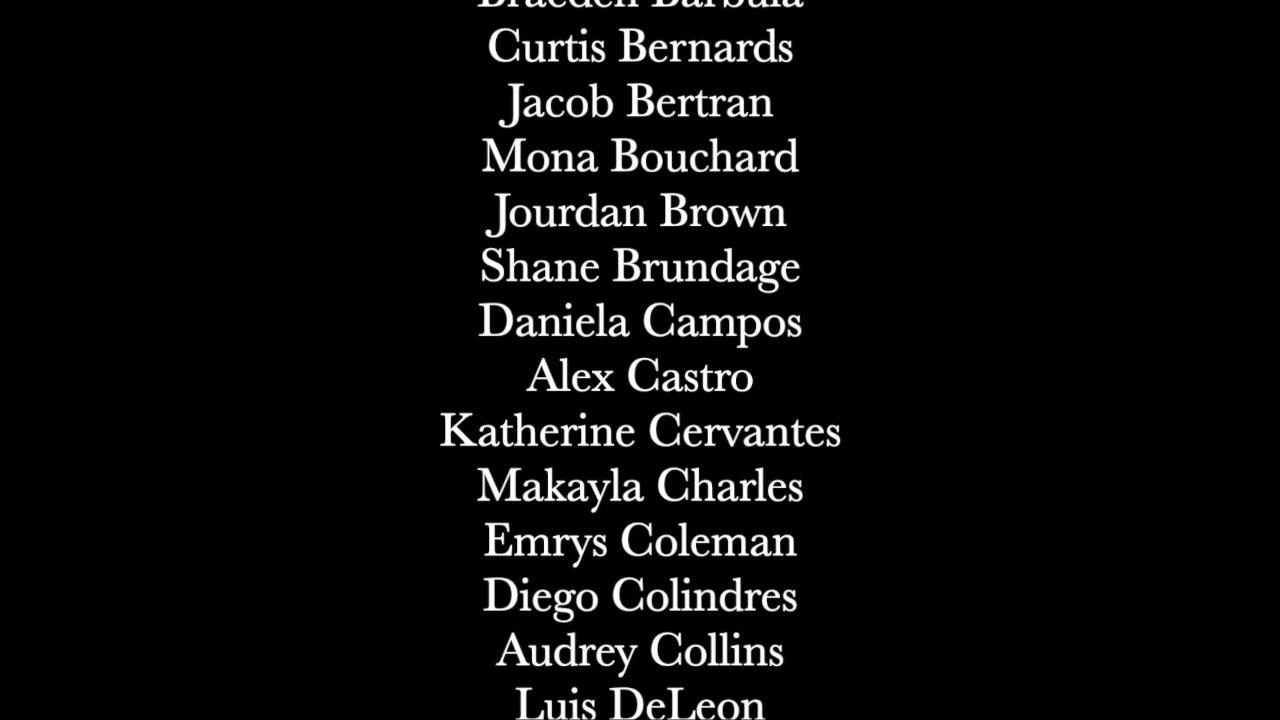 Braeden Barbula
Curtis Bernards
Jacob Bertran
Mona Bouchard
Jourdan Brown
Shane Brundage
Daniela Campos
Alex Castro
Katherine Cervantes
Makayla Charles
Emrys Coleman
Diego Colindres
Audrey Collins
Luis DeLeon